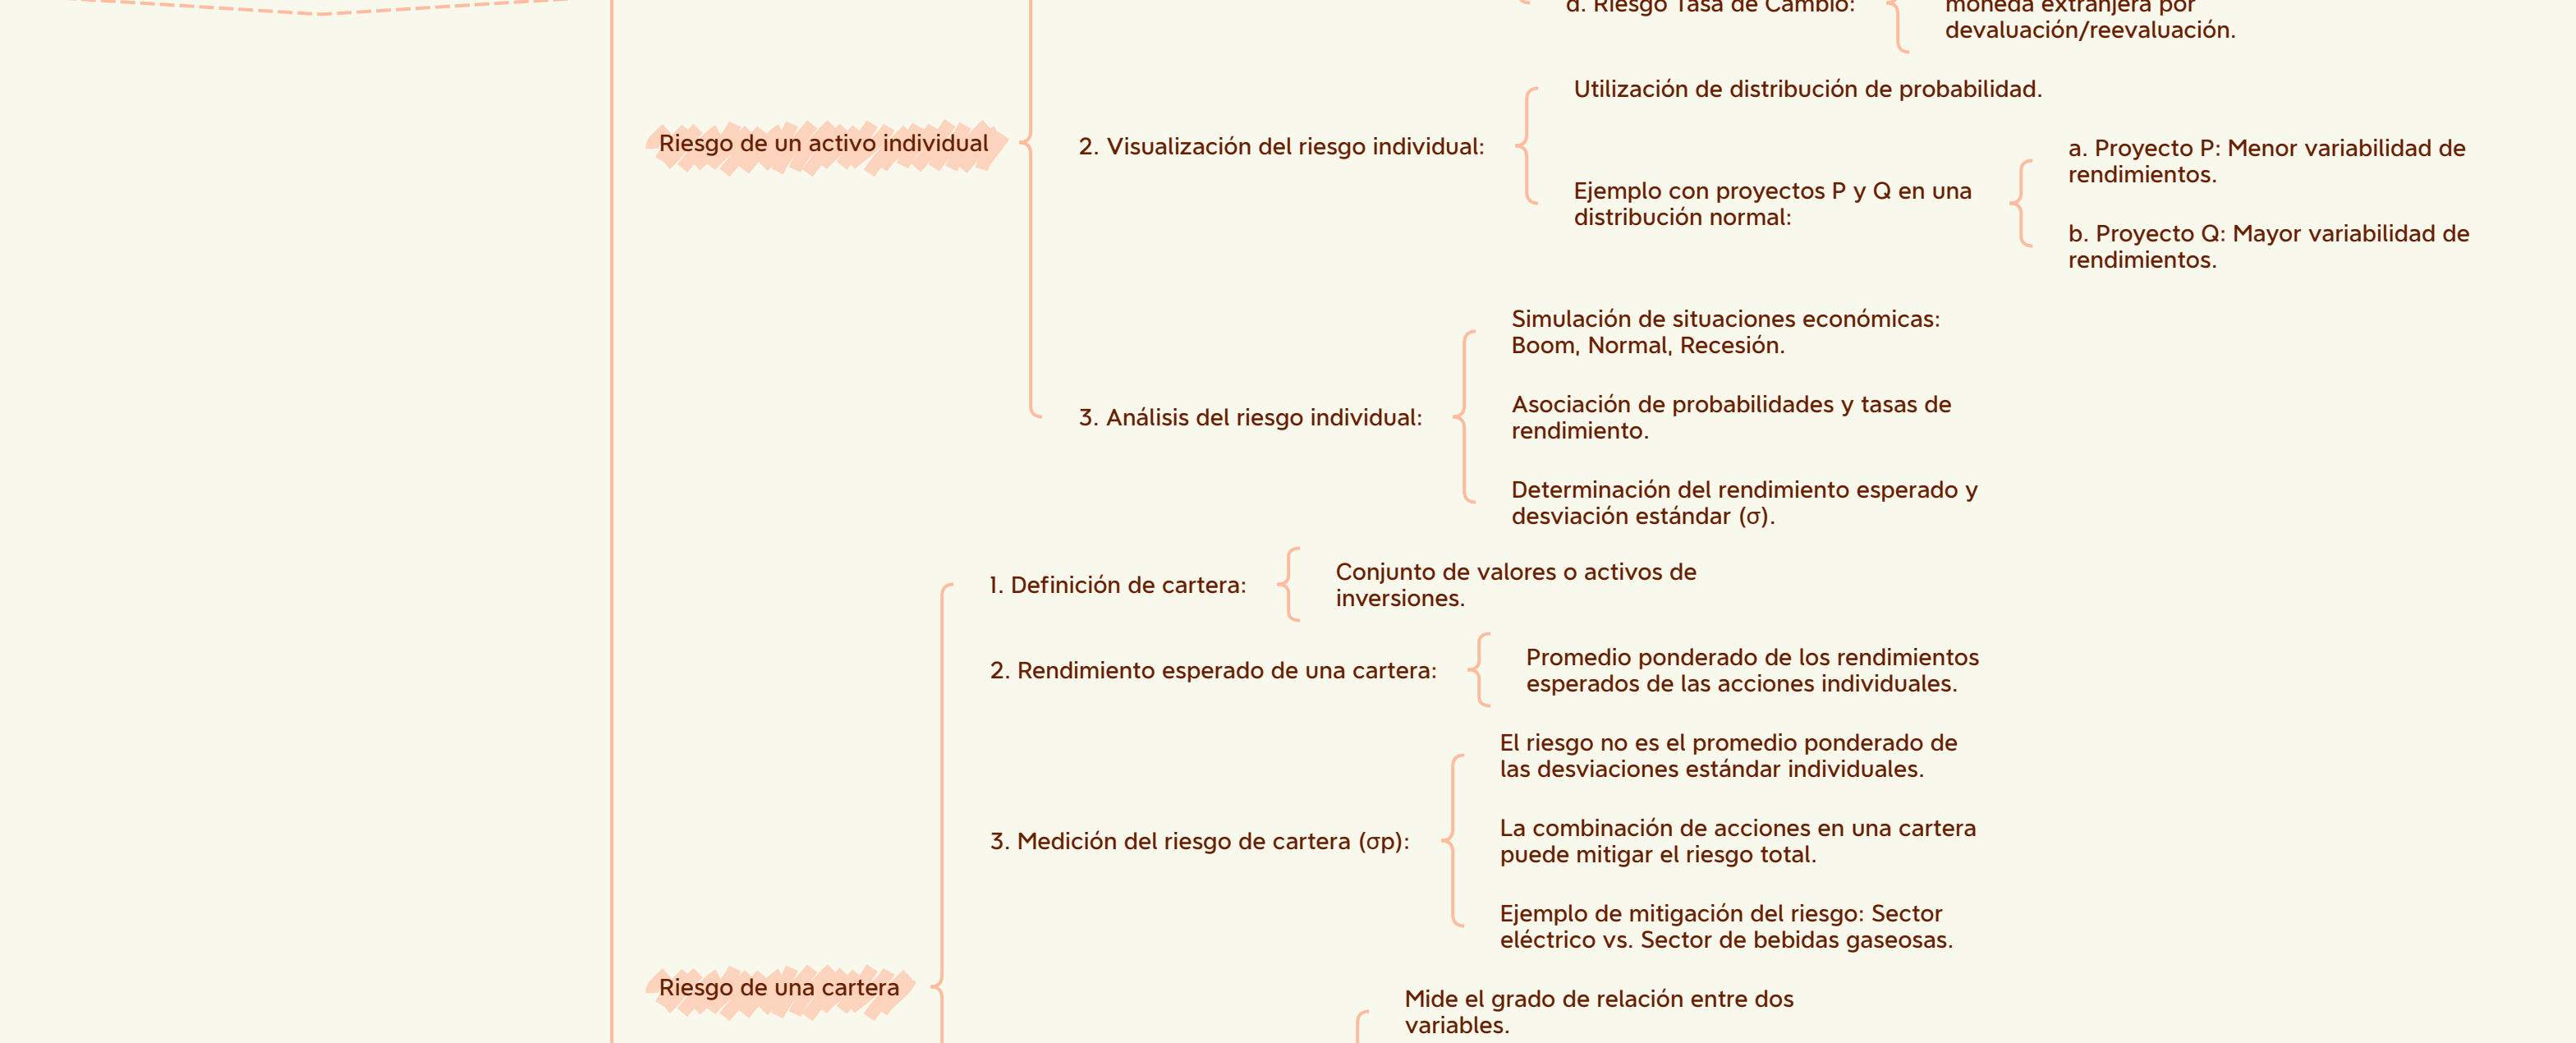 d. Riesgo Tasa de Cambio:
moneda extranjera por
devaluación/reevaluación.
Riesgo de un activo individual
2. Visualización del riesgo individual:
Utilización de distribución de probabilidad.
Ejemplo con proyectos P y Q en una
distribución normal:
a. Proyecto P: Menor variabilidad de
rendimientos.
b. Proyecto Q: Mayor variabilidad de
rendimientos.
3. Análisis del riesgo individual:
Simulación de situaciones económicas:
Boom, Normal, Recesión.
Asociación de probabilidades y tasas de
rendimiento.
Determinación del rendimiento esperado y
desviación estándar (σ).
Riesgo de una cartera
1. Definición de cartera:
Conjunto de valores o activos de
inversiones.
2. Rendimiento esperado de una cartera:
Promedio ponderado de los rendimientos
esperados de las acciones individuales.
3. Medición del riesgo de cartera (σp):
El riesgo no es el promedio ponderado de
las desviaciones estándar individuales.
La combinación de acciones en una cartera
puede mitigar el riesgo total.
Ejemplo de mitigación del riesgo: Sector
eléctrico vs. Sector de bebidas gaseosas.
Mide el grado de relación entre dos
variables.